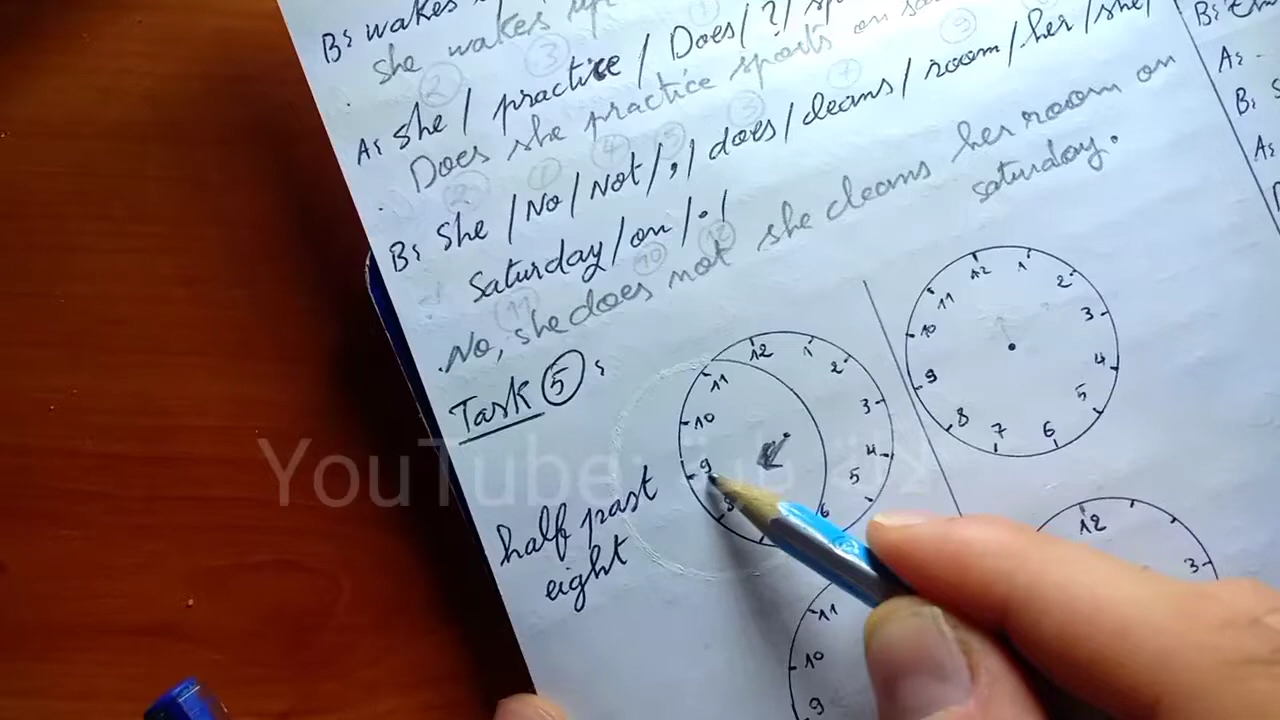 B: wakes
she wakes up
A: she / practice / Does / ? /
Does she practice sports on
B: She / No / Not / , / does / cleans / room / her / she /
Saturday / on / . /
No, she does not she cleans her room on
saturday.
Task 5 :
half past
eight
12 1 2 3 4 5 6 8 9 10 11
12 1 2 3 4 5 6 7 8 9 10 11
12 3
11 10 9
B:
A:
B:
A:
YouTube: